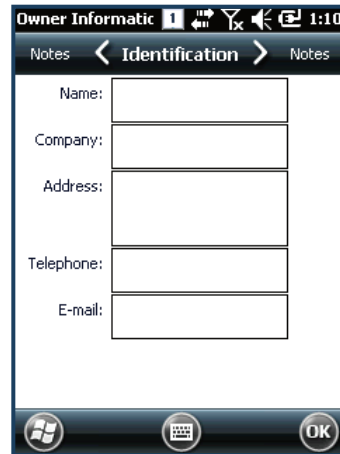 Owner Informatic 1 1:10
Notes Identification Notes
Name:
Company:
Address:
Telephone:
E-mail:
OK